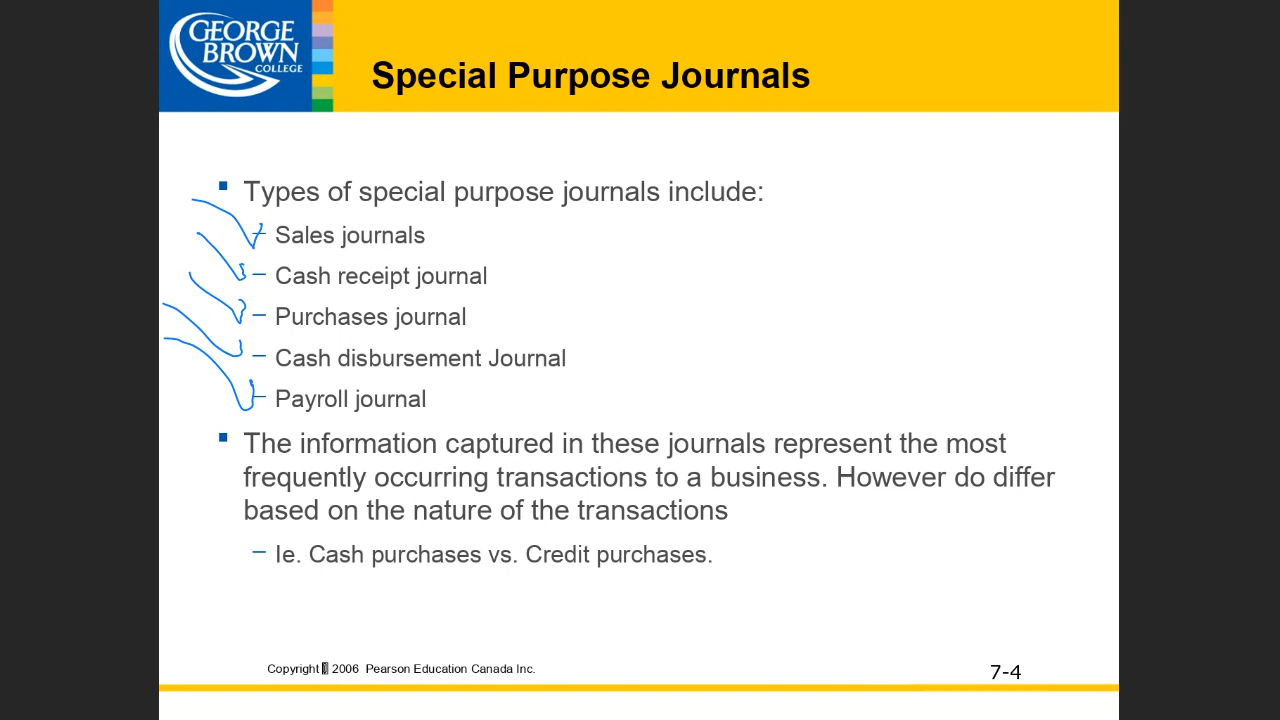 GEORGE
BROWN
COLLEGE
Special Purpose Journals
Types of special purpose journals include:
– Sales journals
– Cash receipt journal
– Purchases journal
– Cash disbursement Journal
– Payroll journal
The information captured in these journals represent the most
frequently occurring transactions to a business. However do differ
based on the nature of the transactions
– Ie. Cash purchases vs. Credit purchases.
Copyright 2006 Pearson Education Canada Inc.
7-4